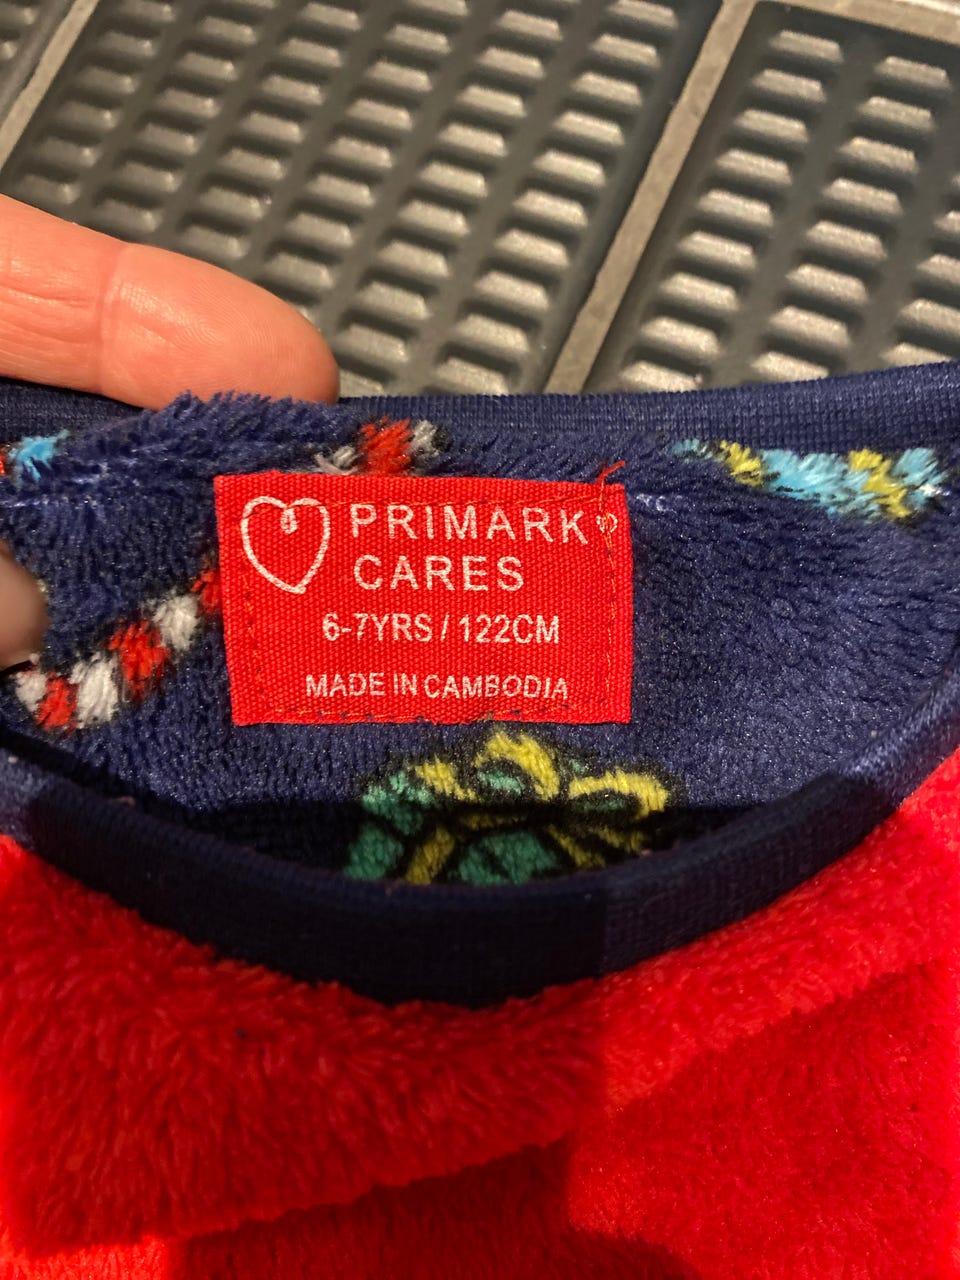 PRIMARK
CARES
6-7YRS / 122CM
MADE IN CAMBODIA